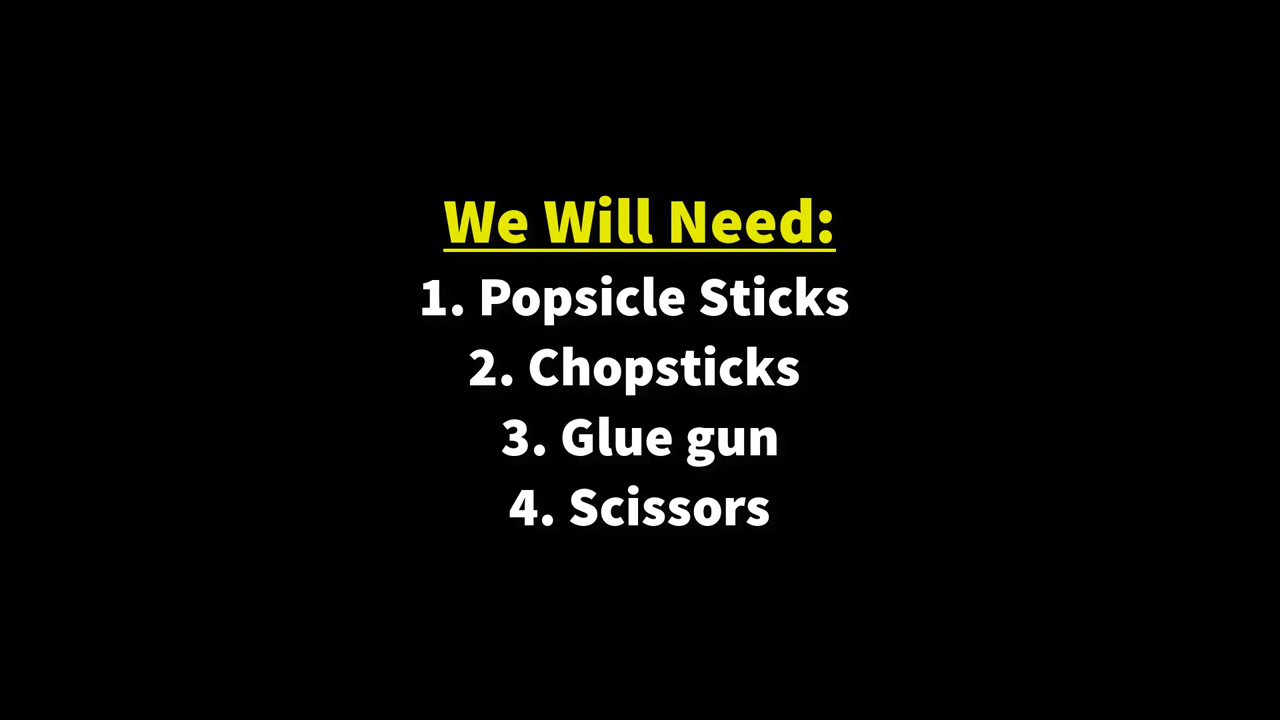 We Will Need:
1. Popsicle Sticks
2. Chopsticks
3. Glue gun
4. Scissors